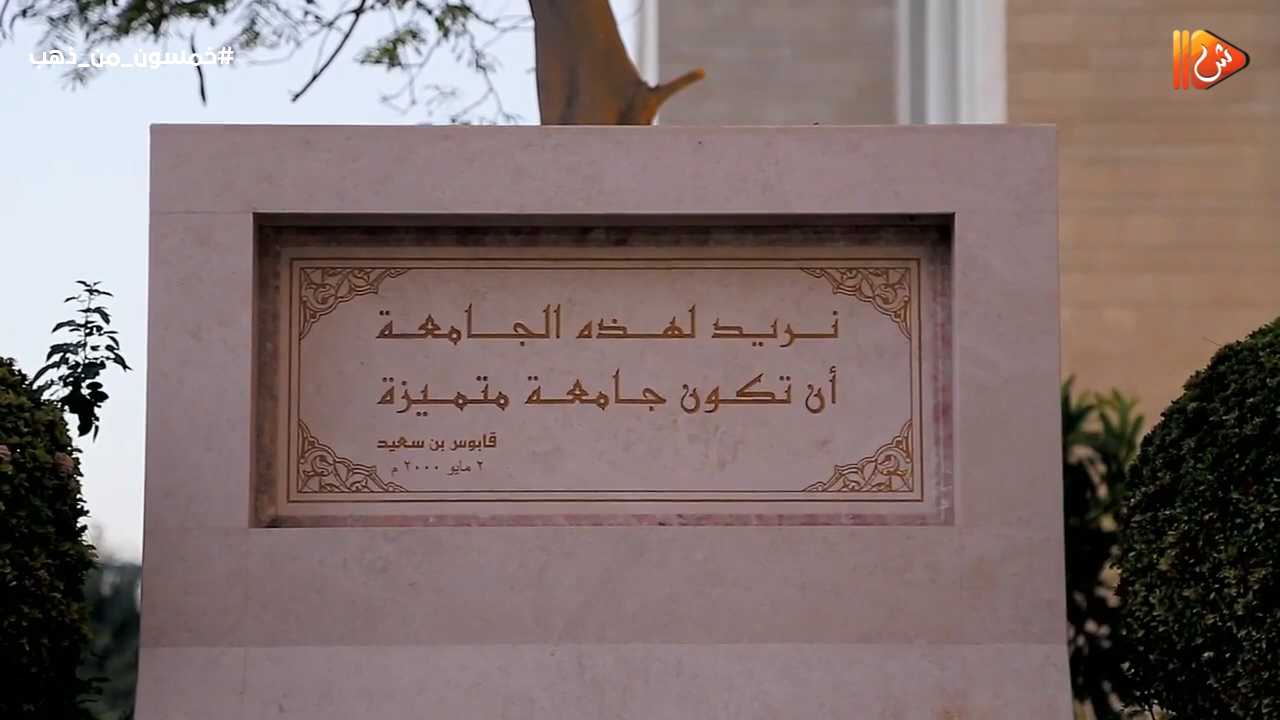 #خمسون_من_ذهب
ش
نريد لهذه الجامعة
أن تكون جامعة متميزة
قابوس بن سعيد
٢ مايو ٢٠٠٠ م